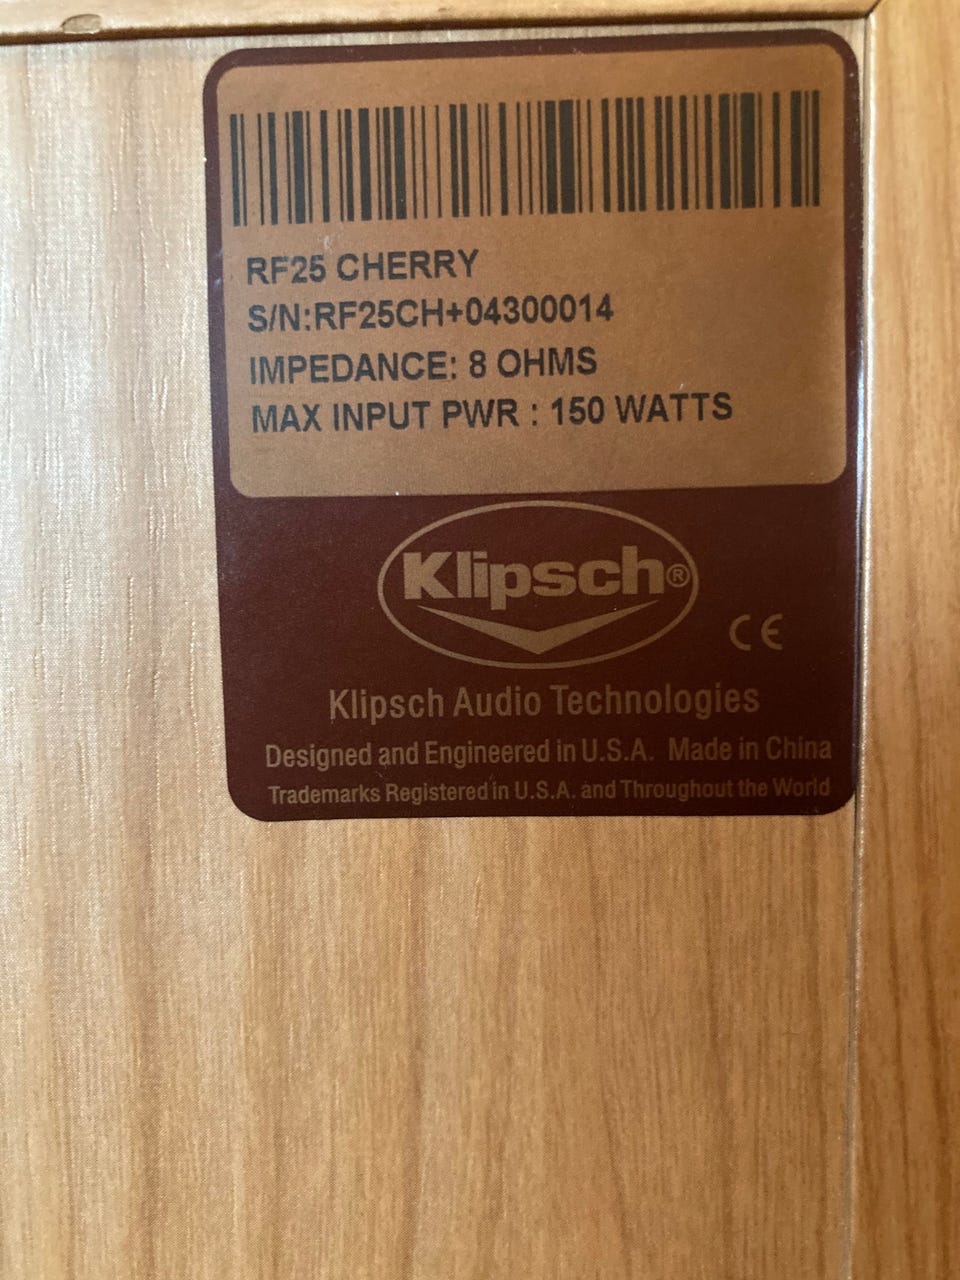 RF25 CHERRY
S/N:RF25CH+04300014
IMPEDANCE: 8 OHMS
MAX INPUT PWR : 150 WATTS
Klipsch®
CE
Klipsch Audio Technologies
Designed and Engineered in U.S.A. Made in China
Trademarks Registered in U.S.A. and Throughout the World